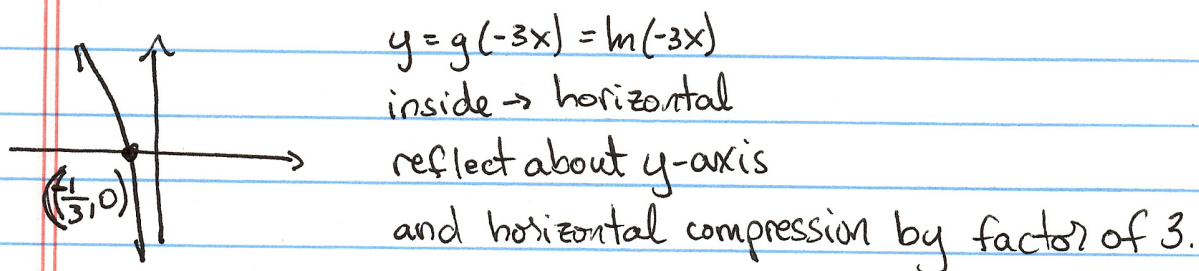 y = g(-3x) = ln(-3x)
inside → horizontal
reflect about y-axis
(-1/3, 0)
and horizontal compression by factor of 3.